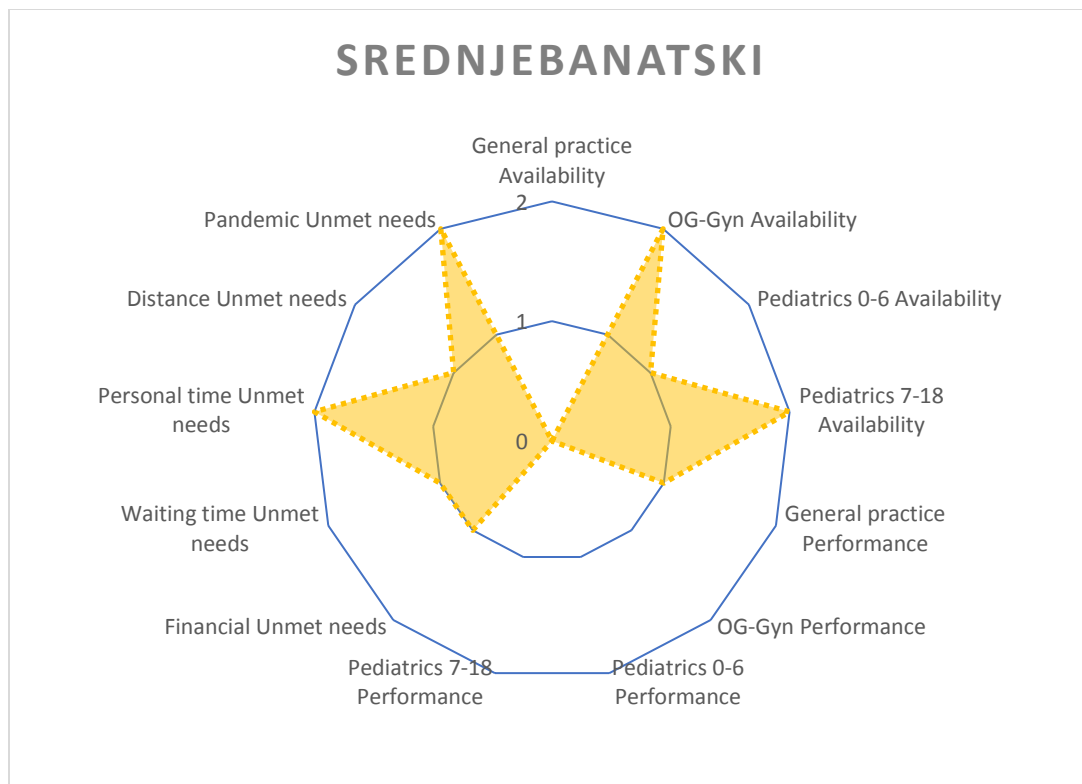 SREDNJEBANATSKI
General practice
Availability
2
Pandemic Unmet needs
OG-Gyn Availability
Distance Unmet needs
Pediatrics 0-6 Availability
1
Personal time Unmet
needs
Pediatrics 7-18
Availability
0
Waiting time Unmet
needs
General practice
Performance
Financial Unmet needs
OG-Gyn Performance
Pediatrics 7-18
Performance
Pediatrics 0-6
Performance